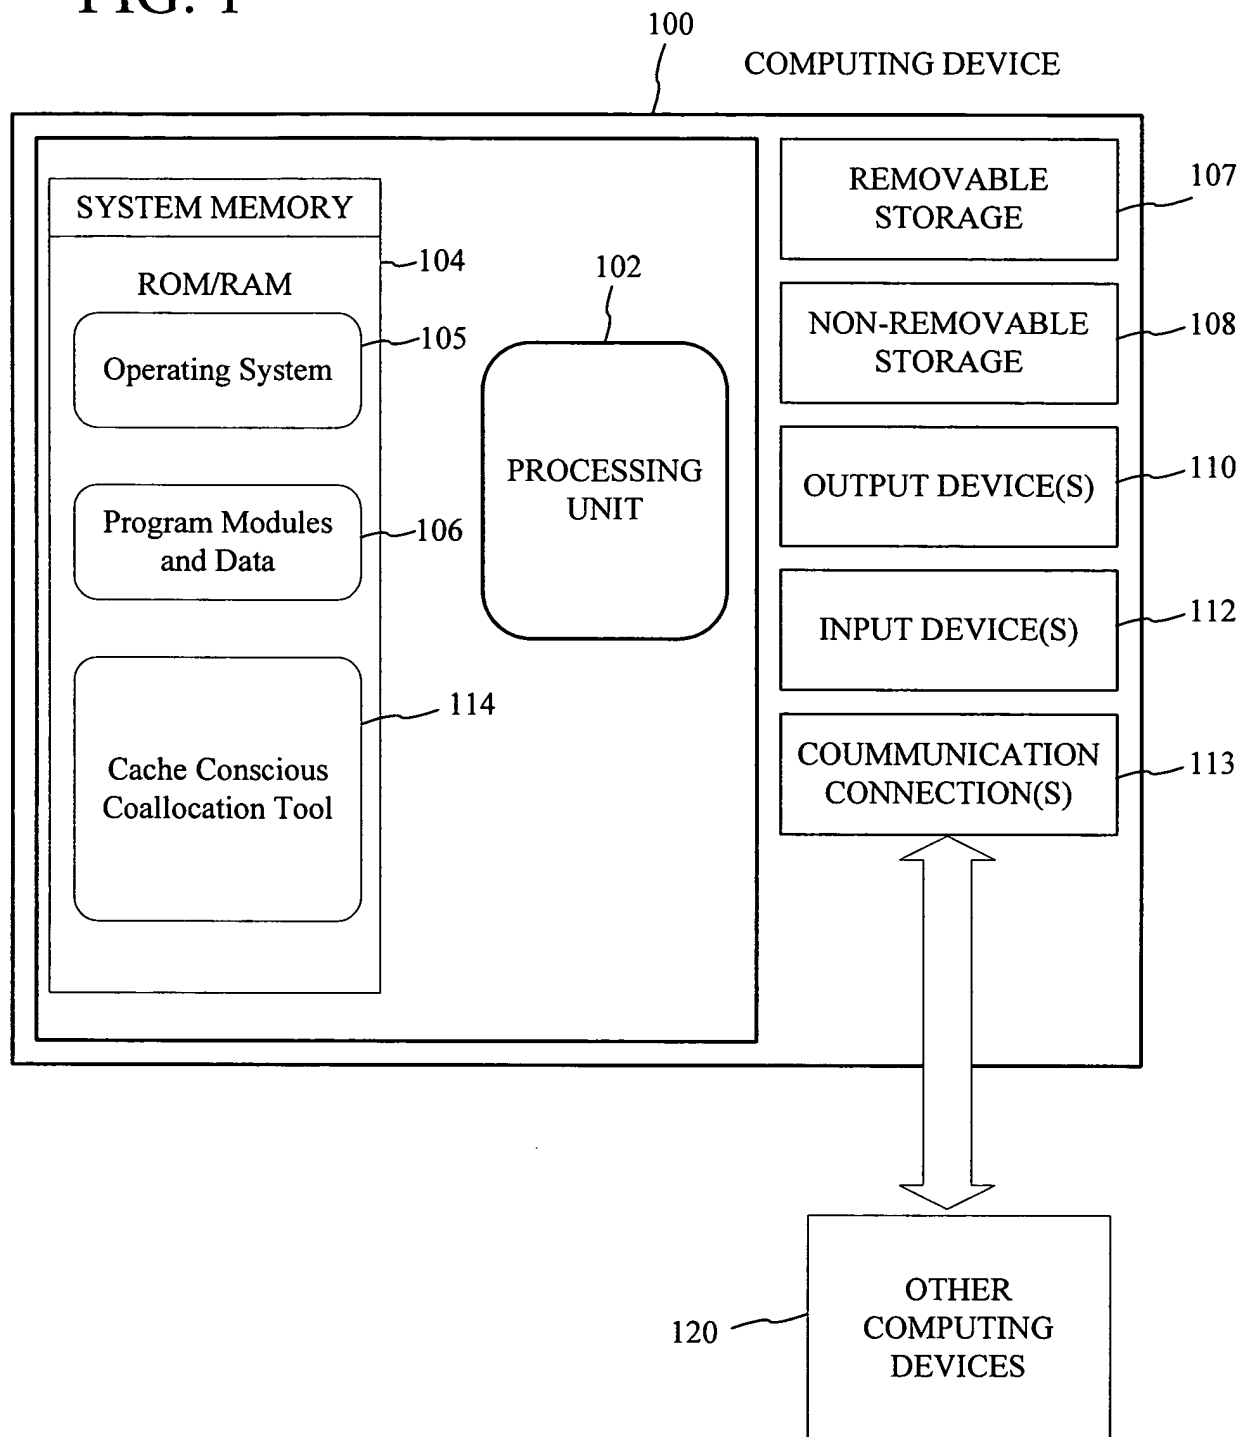 FIG. 1
100
COMPUTING DEVICE
SYSTEM MEMORY
104
ROM/RAM
Operating System
105
Program Modules
and Data
106
Cache Conscious
Coallocation Tool
114
102
PROCESSING
UNIT
REMOVABLE
STORAGE
107
NON-REMOVABLE
STORAGE
108
OUTPUT DEVICE(S)
110
INPUT DEVICE(S)
112
COUMMUNICATION
CONNECTION(S)
113
OTHER
COMPUTING
DEVICES
120